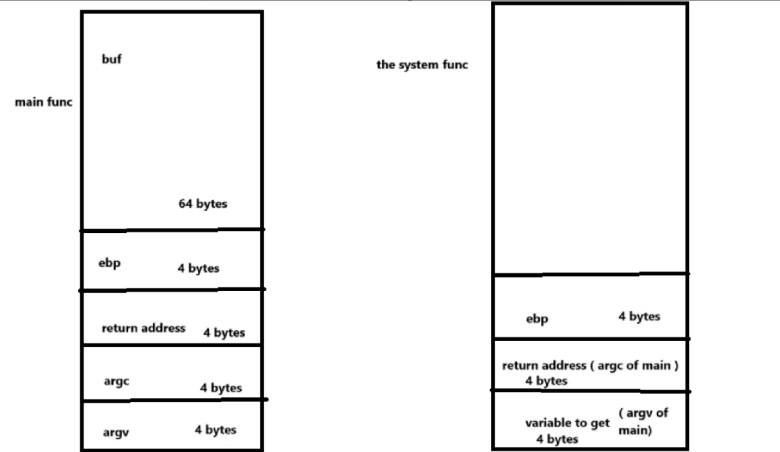 main func
buf
64 bytes
ebp 4 bytes
return address 4 bytes
argc 4 bytes
argv 4 bytes
the system func
ebp 4 bytes
return address ( argc of main )
4 bytes
variable to get ( argv of
main)
4 bytes